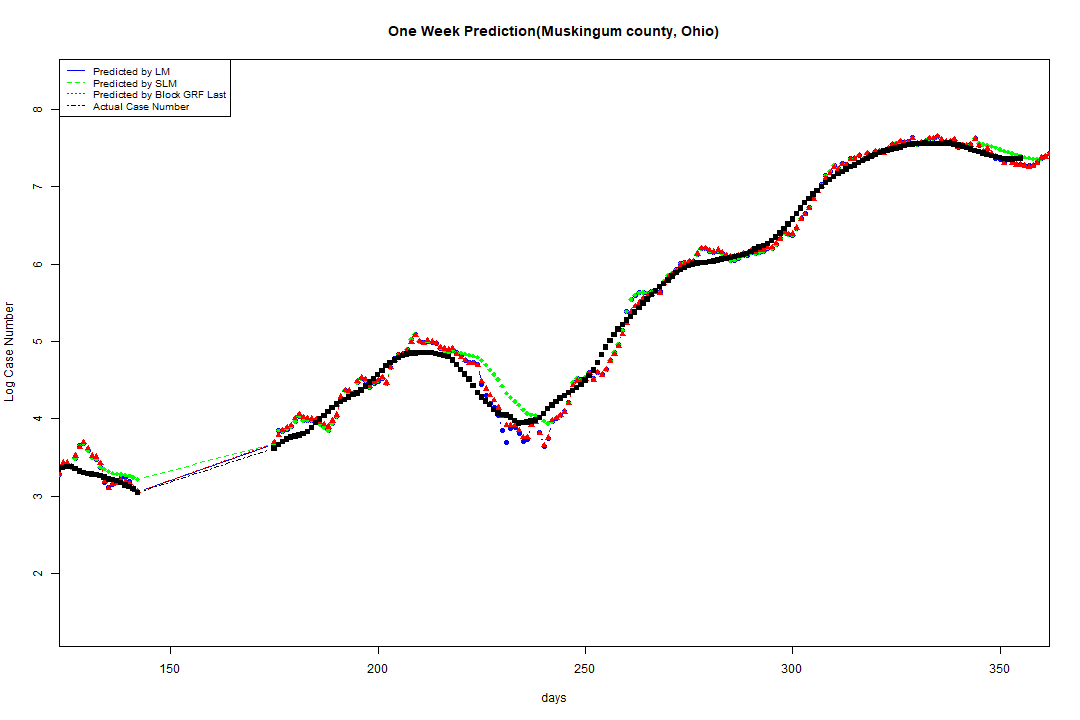 One Week Prediction(Muskingum county, Ohio)
Predicted by LM
Predicted by SLM
Predicted by Block GRF Last
Actual Case Number
8
7
6
5
4
3
2
Log Case Number
150 200 250 300 350
days